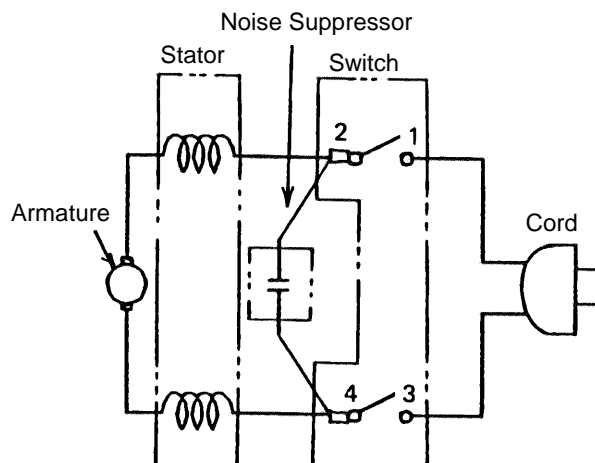 Noise Suppressor
Stator
Switch
2 1
Armature
Cord
4 3